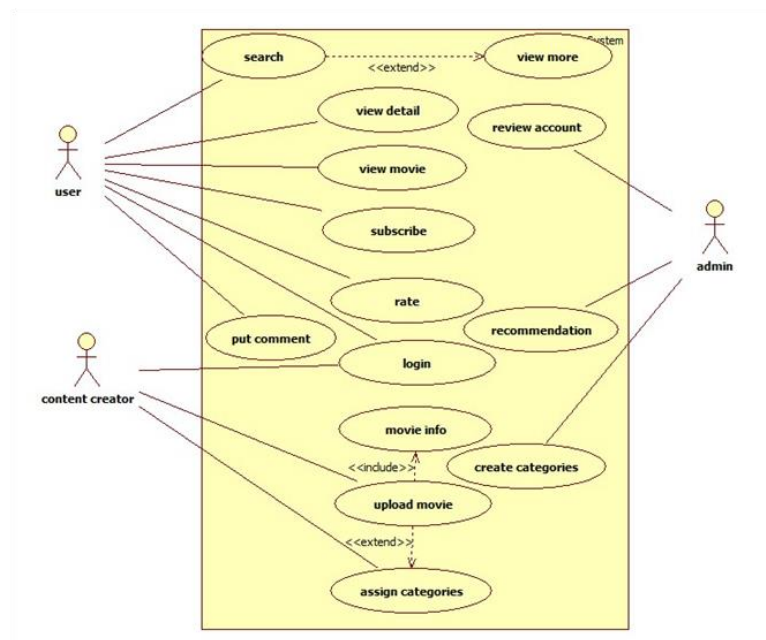 System
search
<<extend>>
view more
view detail
review account
view movie
user
subscribe
admin
rate
put comment
recommendation
login
content creator
movie info
<<include>>
create categories
upload movie
<<extend>>
assign categories